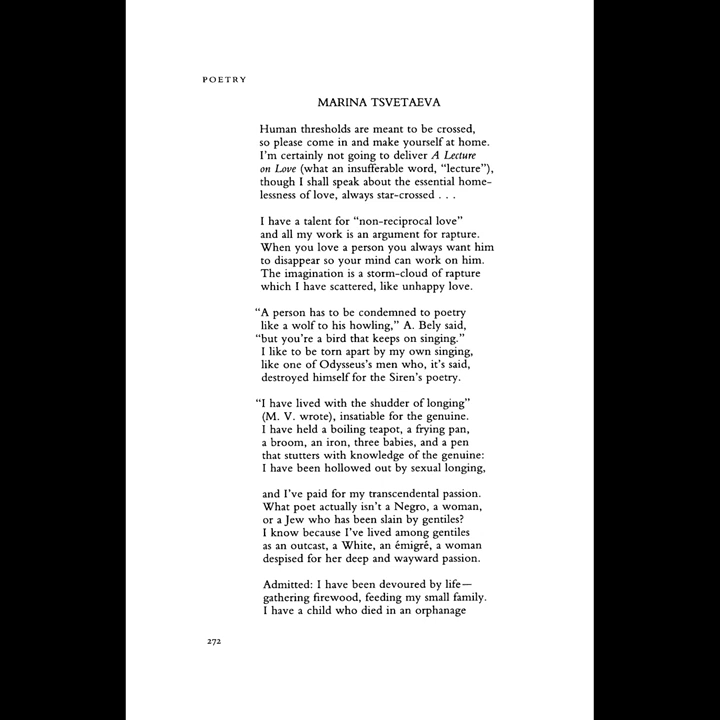 POETRY
MARINA TSVETAEVA
Human thresholds are meant to be crossed,
so please come in and make yourself at home.
I'm certainly not going to deliver A Lecture
on Love (what an insufferable word, "lecture"),
though I shall speak about the essential home-
lessness of love, always star-crossed . . .
I have a talent for "non-reciprocal love"
and all my work is an argument for rapture.
When you love a person you always want him
to disappear so your mind can work on him.
The imagination is a storm-cloud of rapture
which I have scattered, like unhappy love.
"A person has to be condemned to poetry
like a wolf to his howling," A. Bely said,
"but you're a bird that keeps on singing."
I like to be torn apart by my own singing,
like one of Odysseus's men who, it's said,
destroyed himself for the Siren's poetry.
"I have lived with the shudder of longing"
(M. V. wrote), insatiable for the genuine.
I have held a boiling teapot, a frying pan,
a broom, an iron, three babies, and a pen
that stutters with knowledge of the genuine:
I have been hollowed out by sexual longing,
and I've paid for my transcendental passion.
What poet actually isn't a Negro, a woman,
or a Jew who has been slain by gentiles?
I know because I've lived among gentiles
as an outcast, a White, an émigré, a woman
despised for her deep and wayward passion.
Admitted: I have been devoured by life—
gathering firewood, feeding my small family.
I have a child who died in an orphanage
272